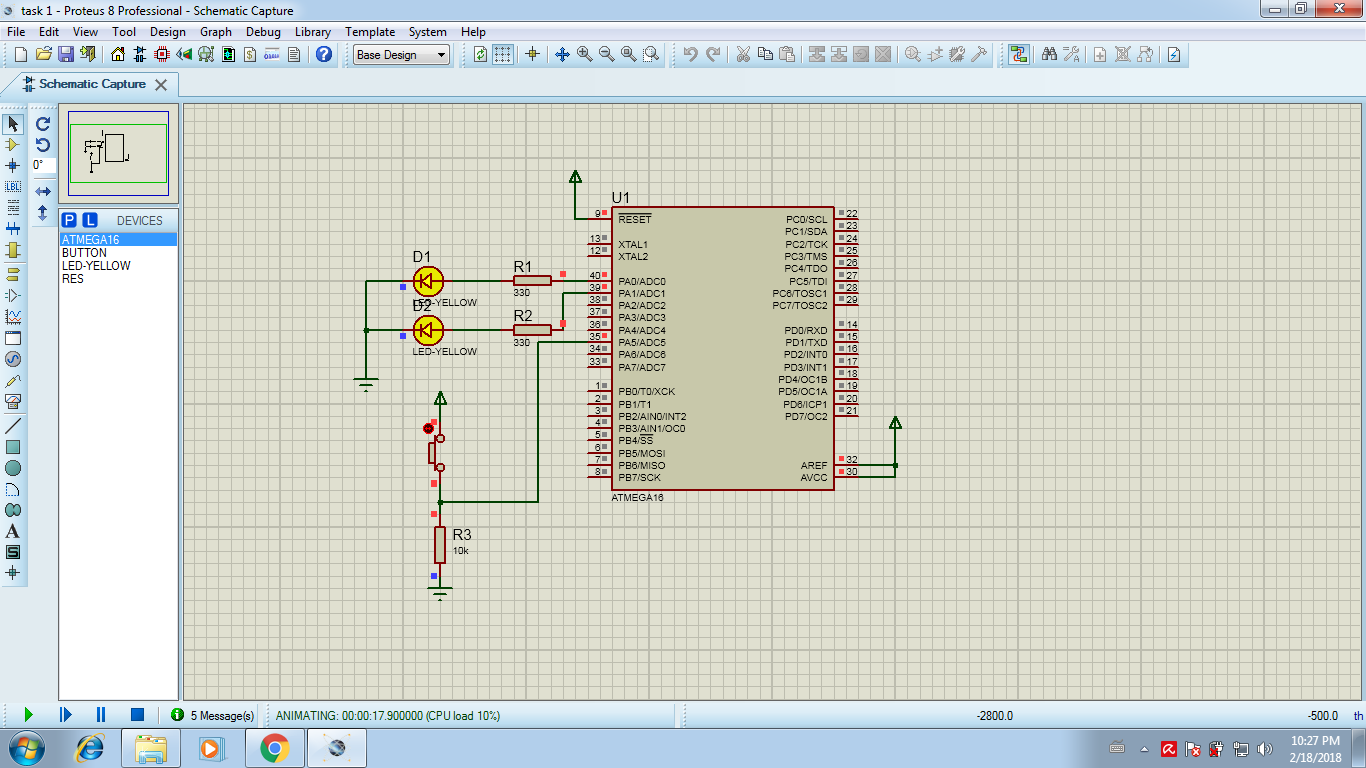 task 1 - Proteus 8 Professional - Schematic Capture
File Edit View Tool Design Graph Debug Library Template System Help
Base Design
Schematic Capture
0°
LBL
P L DEVICES
ATMEGA16
BUTTON
LED-YELLOW
RES
A
S
U1
9 RESET
13 XTAL1
12 XTAL2
40 PA0/ADC0
39 PA1/ADC1
38 PA2/ADC2
37 PA3/ADC3
36 PA4/ADC4
35 PA5/ADC5
34 PA6/ADC6
33 PA7/ADC7
1 PB0/T0/XCK
2 PB1/T1
3 PB2/AIN0/INT2
4 PB3/AIN1/OC0
5 PB4/SS
6 PB5/MOSI
7 PB6/MISO
8 PB7/SCK
PC0/SCL 22
PC1/SDA 23
PC2/TCK 24
PC3/TMS 25
PC4/TDO 26
PC5/TDI 27
PC6/TOSC1 28
PC7/TOSC2 29
PD0/RXD 14
PD1/TXD 15
PD2/INT0 16
PD3/INT1 17
PD4/OC1B 18
PD5/OC1A 19
PD6/ICP1 20
PD7/OC2 21
AREF 32
AVCC 30
ATMEGA16
D1
LED-YELLOW
R1
330
D2
LED-YELLOW
R2
330
R3
10k
5 Message(s) ANIMATING: 00:00:17.900000 (CPU load 10%) -2800.0 -500.0 th
10:27 PM
2/18/2018